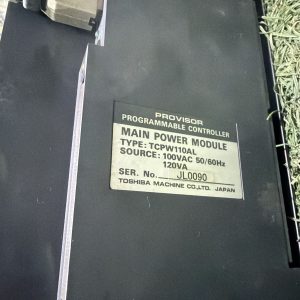 PROVISOR
PROGRAMMABLE CONTROLLER
MAIN POWER MODULE
TYPE: TCPW110AL
SOURCE: 100VAC 50/60Hz
120VA
SER. No. JL0090
TOSHIBA MACHINE CO.,LTD. JAPAN